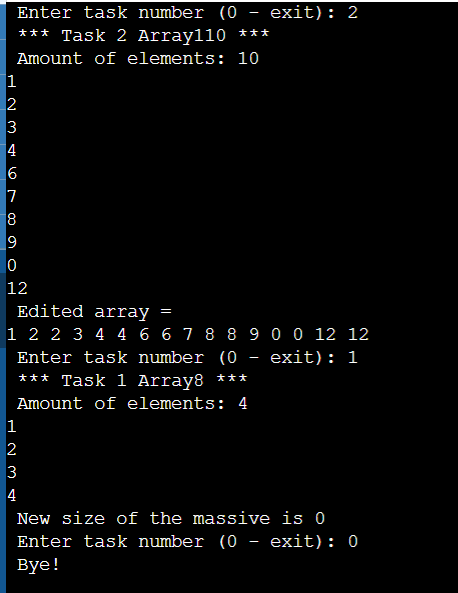 Enter task number (0 - exit): 2
*** Task 2 Array110 ***
Amount of elements: 10
1
2
3
4
6
7
8
9
0
12
Edited array =
1 2 2 3 4 4 6 6 7 8 8 9 0 0 12 12
Enter task number (0 - exit): 1
*** Task 1 Array8 ***
Amount of elements: 4
1
2
3
4
New size of the massive is 0
Enter task number (0 - exit): 0
Bye!